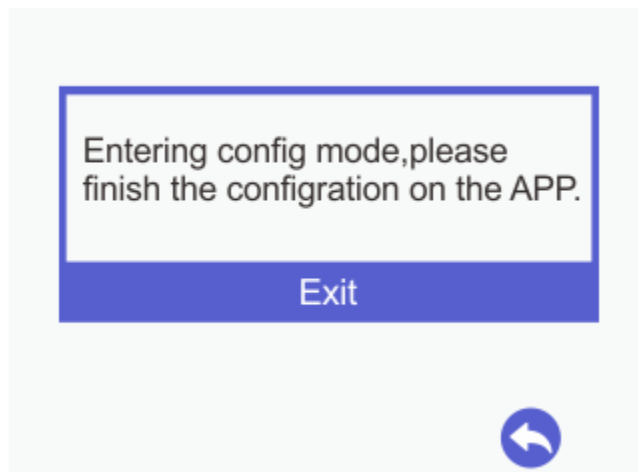 Entering config mode,please
finish the configration on the APP.
Exit